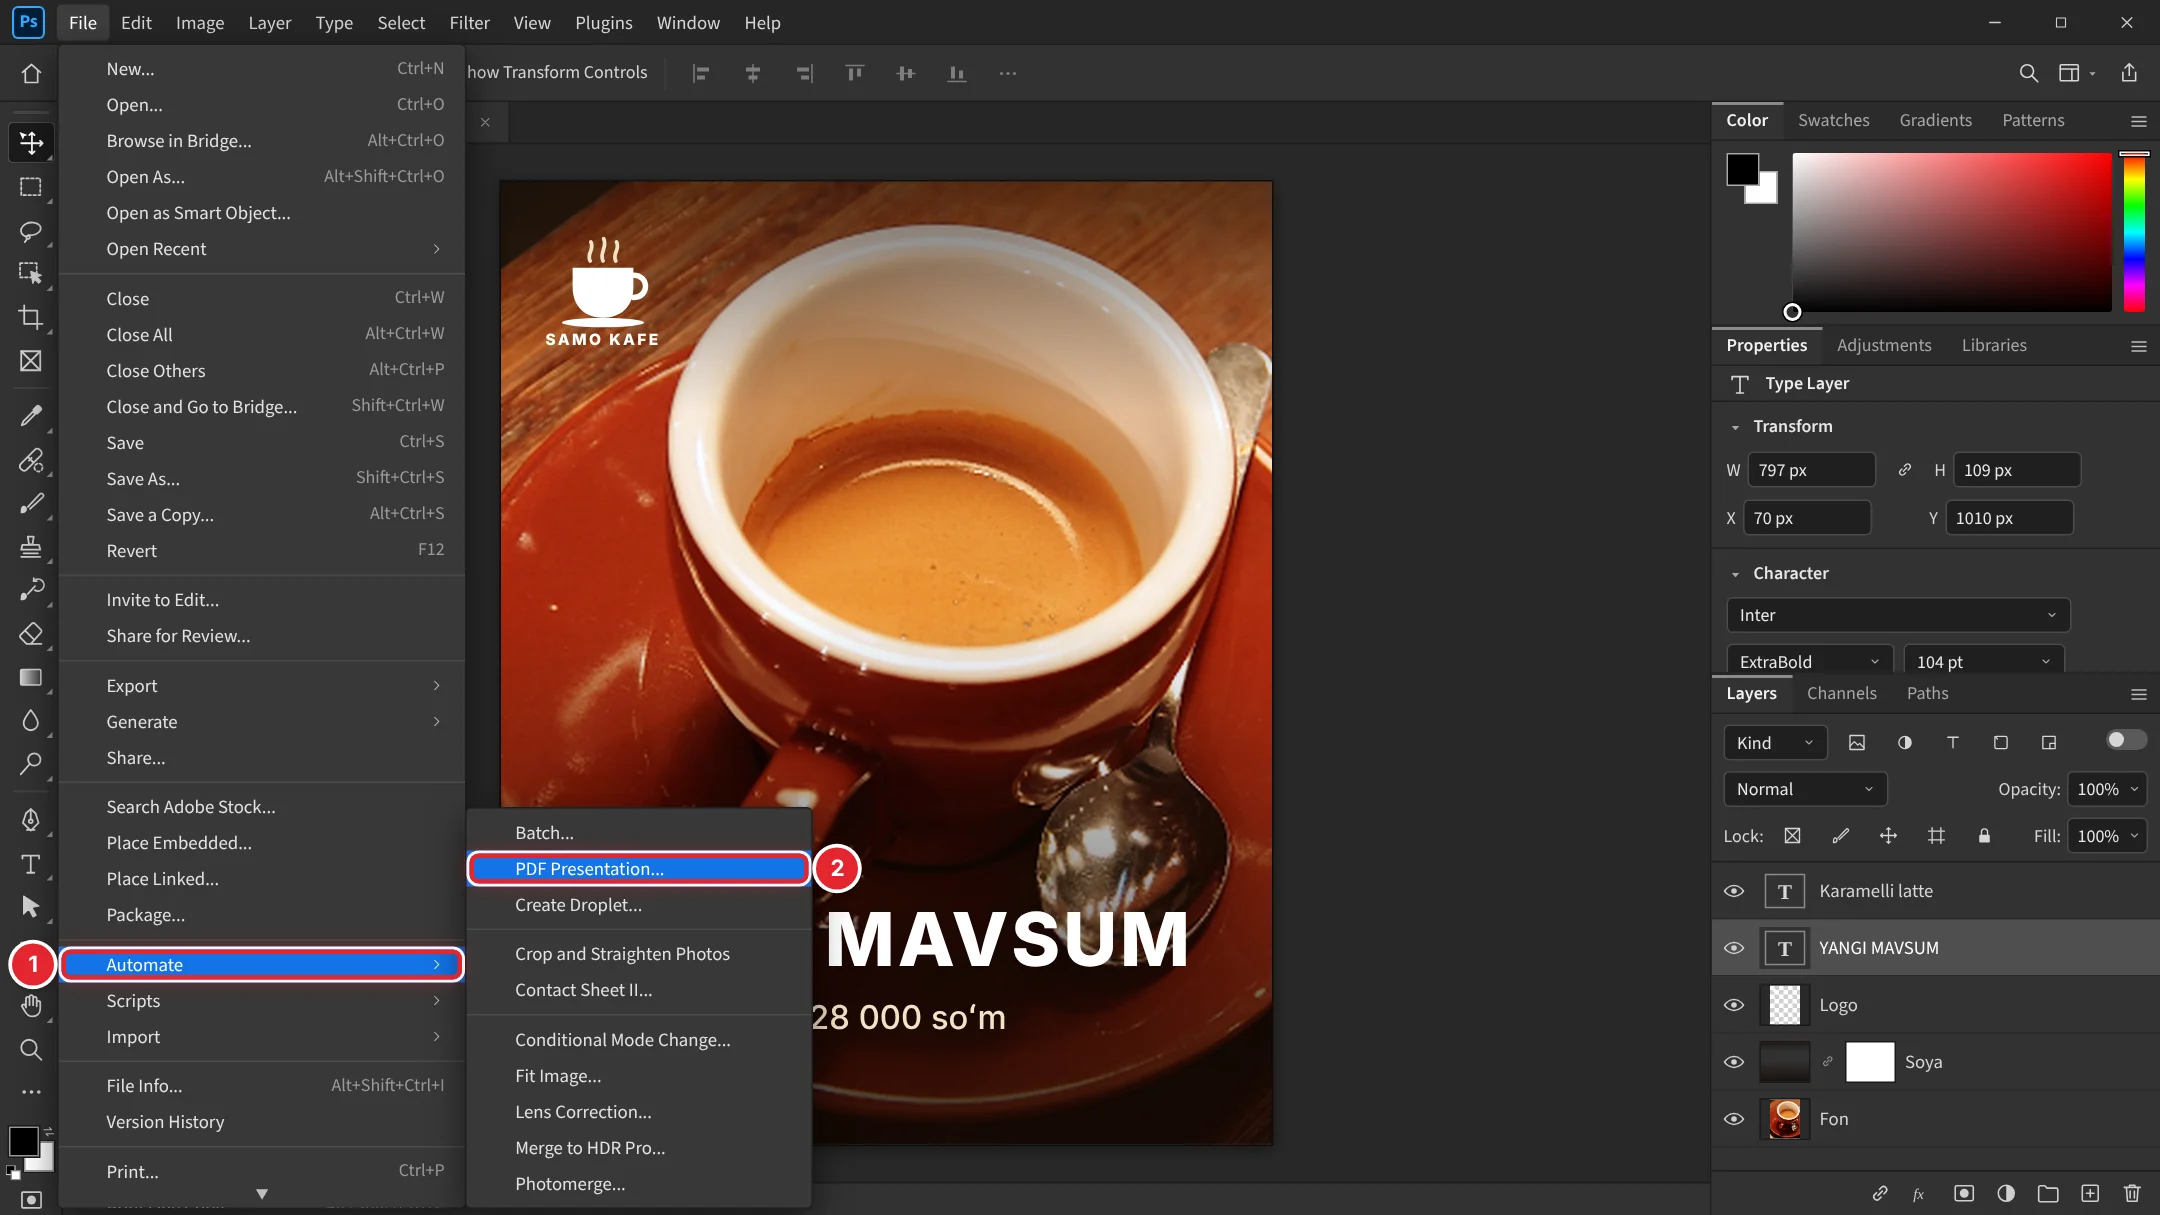 Ps File Edit Image Layer Type Select Filter View Plugins Window Help
how Transform Controls
New... Ctrl+N
Open... Ctrl+O
Browse in Bridge... Alt+Ctrl+O
Open As... Alt+Shift+Ctrl+O
Open as Smart Object...
Open Recent
Close Ctrl+W
Close All Alt+Ctrl+W
Close Others Alt+Ctrl+P
Close and Go to Bridge... Shift+Ctrl+W
Save Ctrl+S
Save As... Shift+Ctrl+S
Save a Copy... Alt+Ctrl+S
Revert F12
Invite to Edit...
Share for Review...
Export
Generate
Share...
Search Adobe Stock...
Place Embedded...
Place Linked...
Package...
1 Automate
Scripts
Import
File Info... Alt+Shift+Ctrl+I
Version History
Print... Ctrl+P
Batch...
PDF Presentation... 2
Create Droplet...
Crop and Straighten Photos
Contact Sheet II...
Conditional Mode Change...
Fit Image...
Lens Correction...
Merge to HDR Pro...
Photomerge...
SAMO KAFE
MAVSUM
28 000 soʻm
Color Swatches Gradients Patterns
Properties Adjustments Libraries
T Type Layer
Transform
W 797 px H 109 px
X 70 px Y 1010 px
Character
Inter
ExtraBold 104 pt
Layers Channels Paths
Kind T
Normal Opacity: 100%
Lock: Fill: 100%
T Karamelli latte
T YANGI MAVSUM
Logo
Soya
Fon
fx